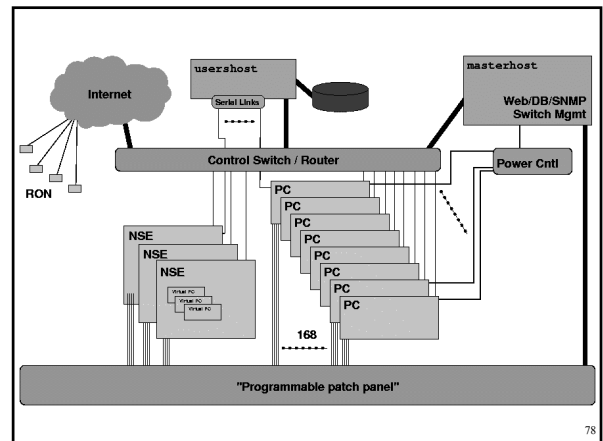 usershost
masterhost
Internet
Serial Links
Web/DB/SNMP
Switch Mgmt
Control Switch / Router
Power Cntl
RON
PC
PC
PC
PC
PC
PC
PC
PC
NSE
NSE
NSE
Virtual PC
Virtual PC
Virtual PC
168
"Programmable patch panel"
78